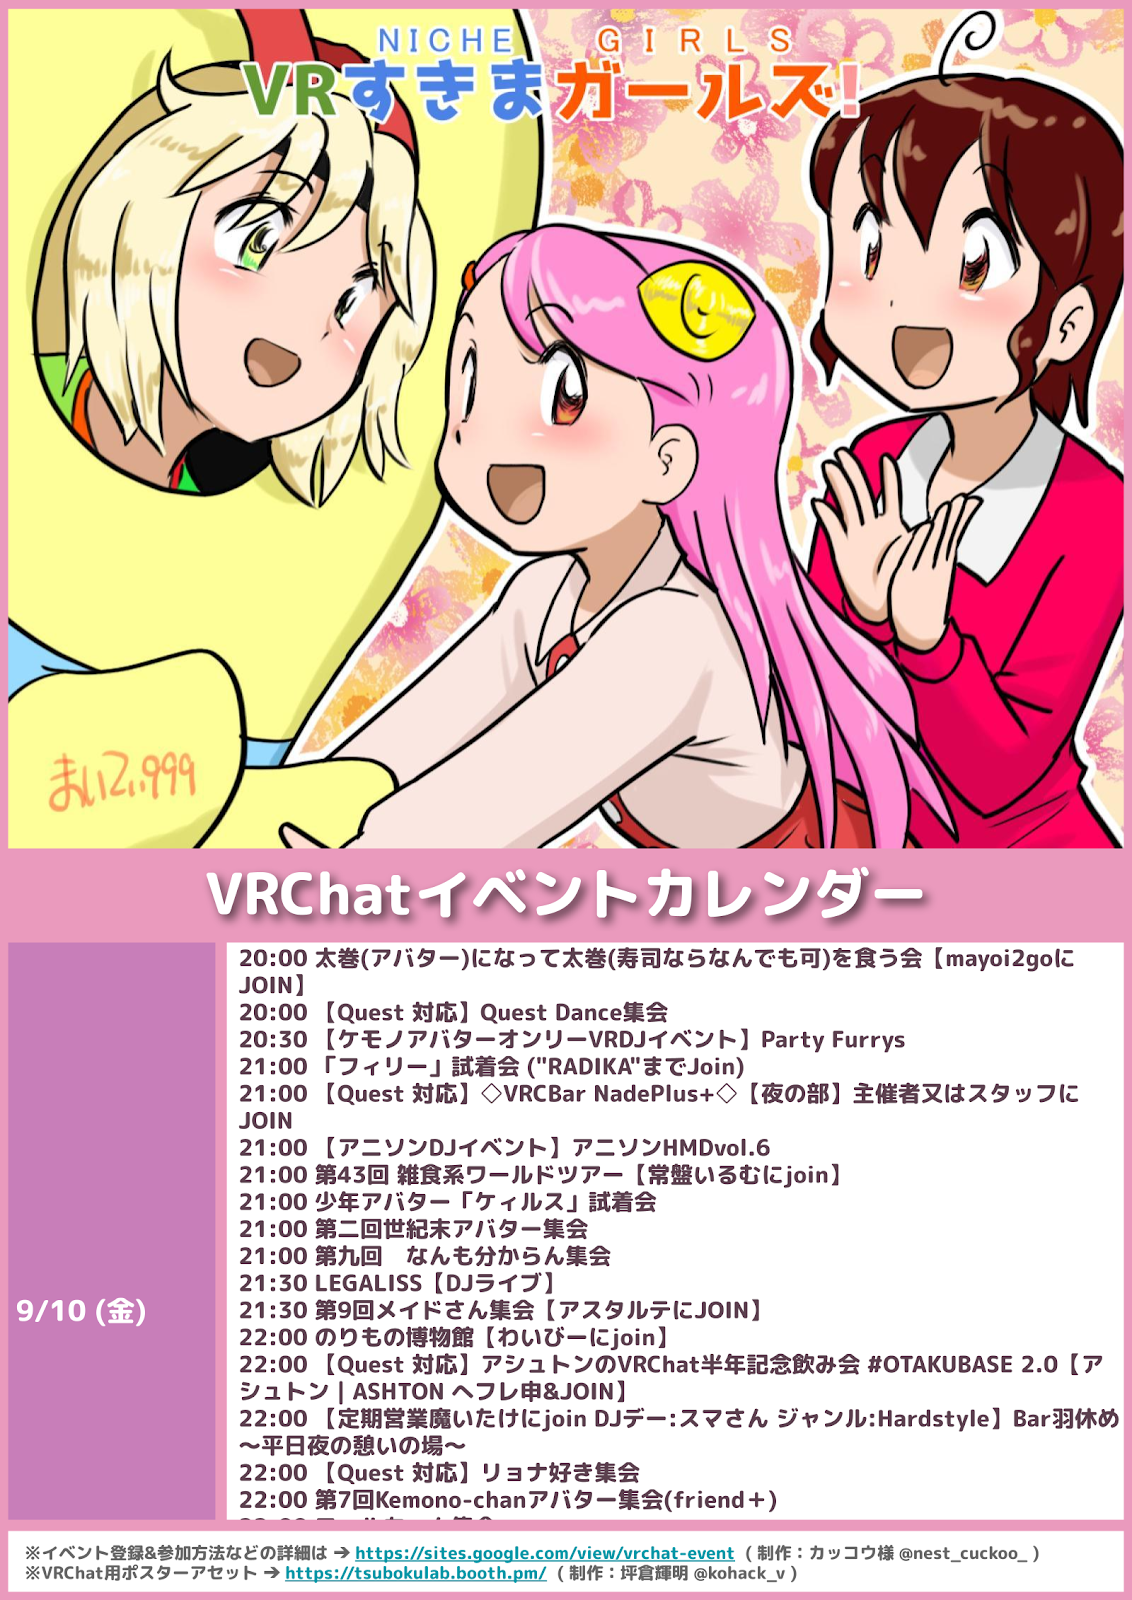 NICHE GIRLS
VRすきまガールズ!
まいてぃ999
VRChatイベントカレンダー
9/10 (金)
20:00 太巻(アバター)になって太巻(寿司ならなんでも可)を食う会【mayoi2goに
JOIN】
20:00 【Quest 対応】Quest Dance集会
20:30 【ケモノアバターオンリーVRDJイベント】Party Furrys
21:00 「フィリー」試着会 ("RADIKA"までJoin)
21:00 【Quest 対応】◇VRCBar NadePlus+◇【夜の部】主催者又はスタッフに
JOIN
21:00 【アニソンDJイベント】アニソンHMDvol.6
21:00 第43回 雑食系ワールドツアー【常盤いるむにjoin】
21:00 少年アバター「ケィルス」試着会
21:00 第二回世紀末アバター集会
21:00 第九回　なんも分からん集会
21:30 LEGALISS【DJライブ】
21:30 第9回メイドさん集会【アスタルテにJOIN】
22:00 のりもの博物館【わいびーにjoin】
22:00 【Quest 対応】アシュトンのVRChat半年記念飲み会 #OTAKUBASE 2.0【ア
シュトン | ASHTON へフレ申&JOIN】
22:00 【定期営業魔いたけにjoin DJデー:スマさん ジャンル:Hardstyle】Bar羽休め
～平日夜の憩いの場～
22:00 【Quest 対応】リョナ好き集会
22:00 第7回Kemono-chanアバター集会(friend＋)
※イベント登録&参加方法などの詳細は → https://sites.google.com/view/vrchat-event ( 制作：カッコウ様 @nest_cuckoo_ )
※VRChat用ポスターアセット → https://tsubokulab.booth.pm/ ( 制作：坪倉輝明 @kohack_v )